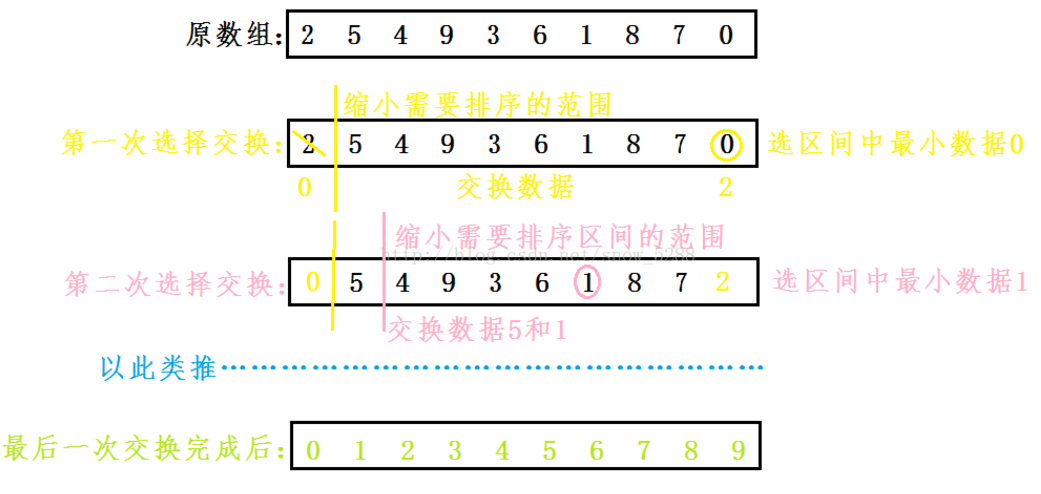 原数组: 2 5 4 9 3 6 1 8 7 0
缩小需要排序的范围
第一次选择交换: 2 5 4 9 3 6 1 8 7 0 选区间中最小数据0
0 交换数据 2
缩小需要排序区间的范围
http://blog.csdn.net/snow_5288
第二次选择交换: 0 5 4 9 3 6 1 8 7 2 选区间中最小数据1
交换数据5和1
以此类推……………………………………………
最后一次交换完成后: 0 1 2 3 4 5 6 7 8 9